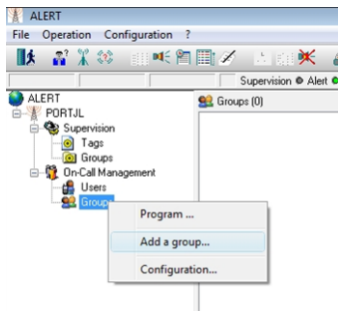 ALERT
File Operation Configuration ?
Supervision Alert
ALERT
PORTJL
Supervision
Tags
Groups
On-Call Management
Users
Groups
Groups (0)
Program ...
Add a group...
Configuration...